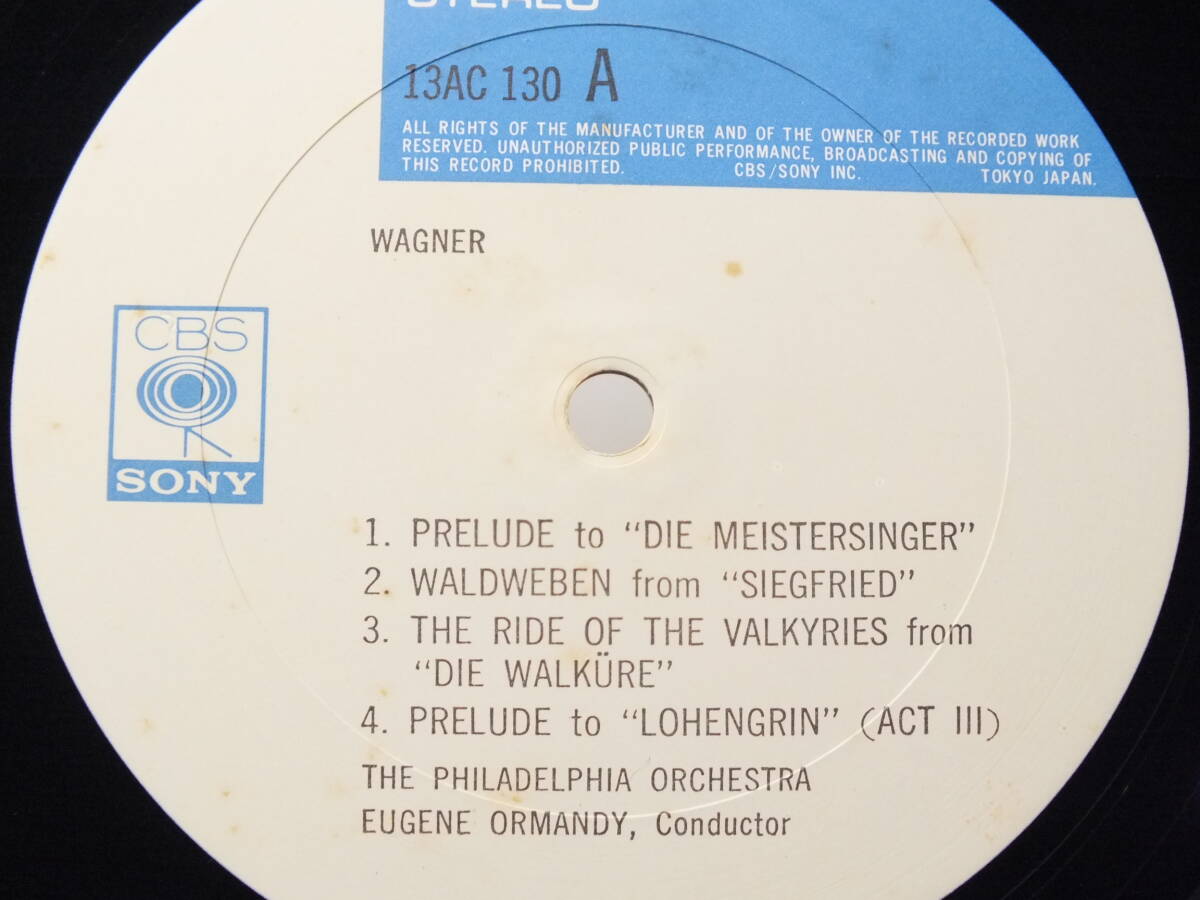 STEREO
13AC 130 A
ALL RIGHTS OF THE MANUFACTURER AND OF THE OWNER OF THE RECORDED WORK
RESERVED. UNAUTHORIZED PUBLIC PERFORMANCE, BROADCASTING AND COPYING OF
THIS RECORD PROHIBITED. CBS/SONY INC. TOKYO JAPAN.
WAGNER
CBS
SONY
1. PRELUDE to “DIE MEISTERSINGER”
2. WALDWEBEN from “SIEGFRIED”
3. THE RIDE OF THE VALKYRIES from
“DIE WALKÜRE”
4. PRELUDE to “LOHENGRIN” (ACT III)
THE PHILADELPHIA ORCHESTRA
EUGENE ORMANDY, Conductor